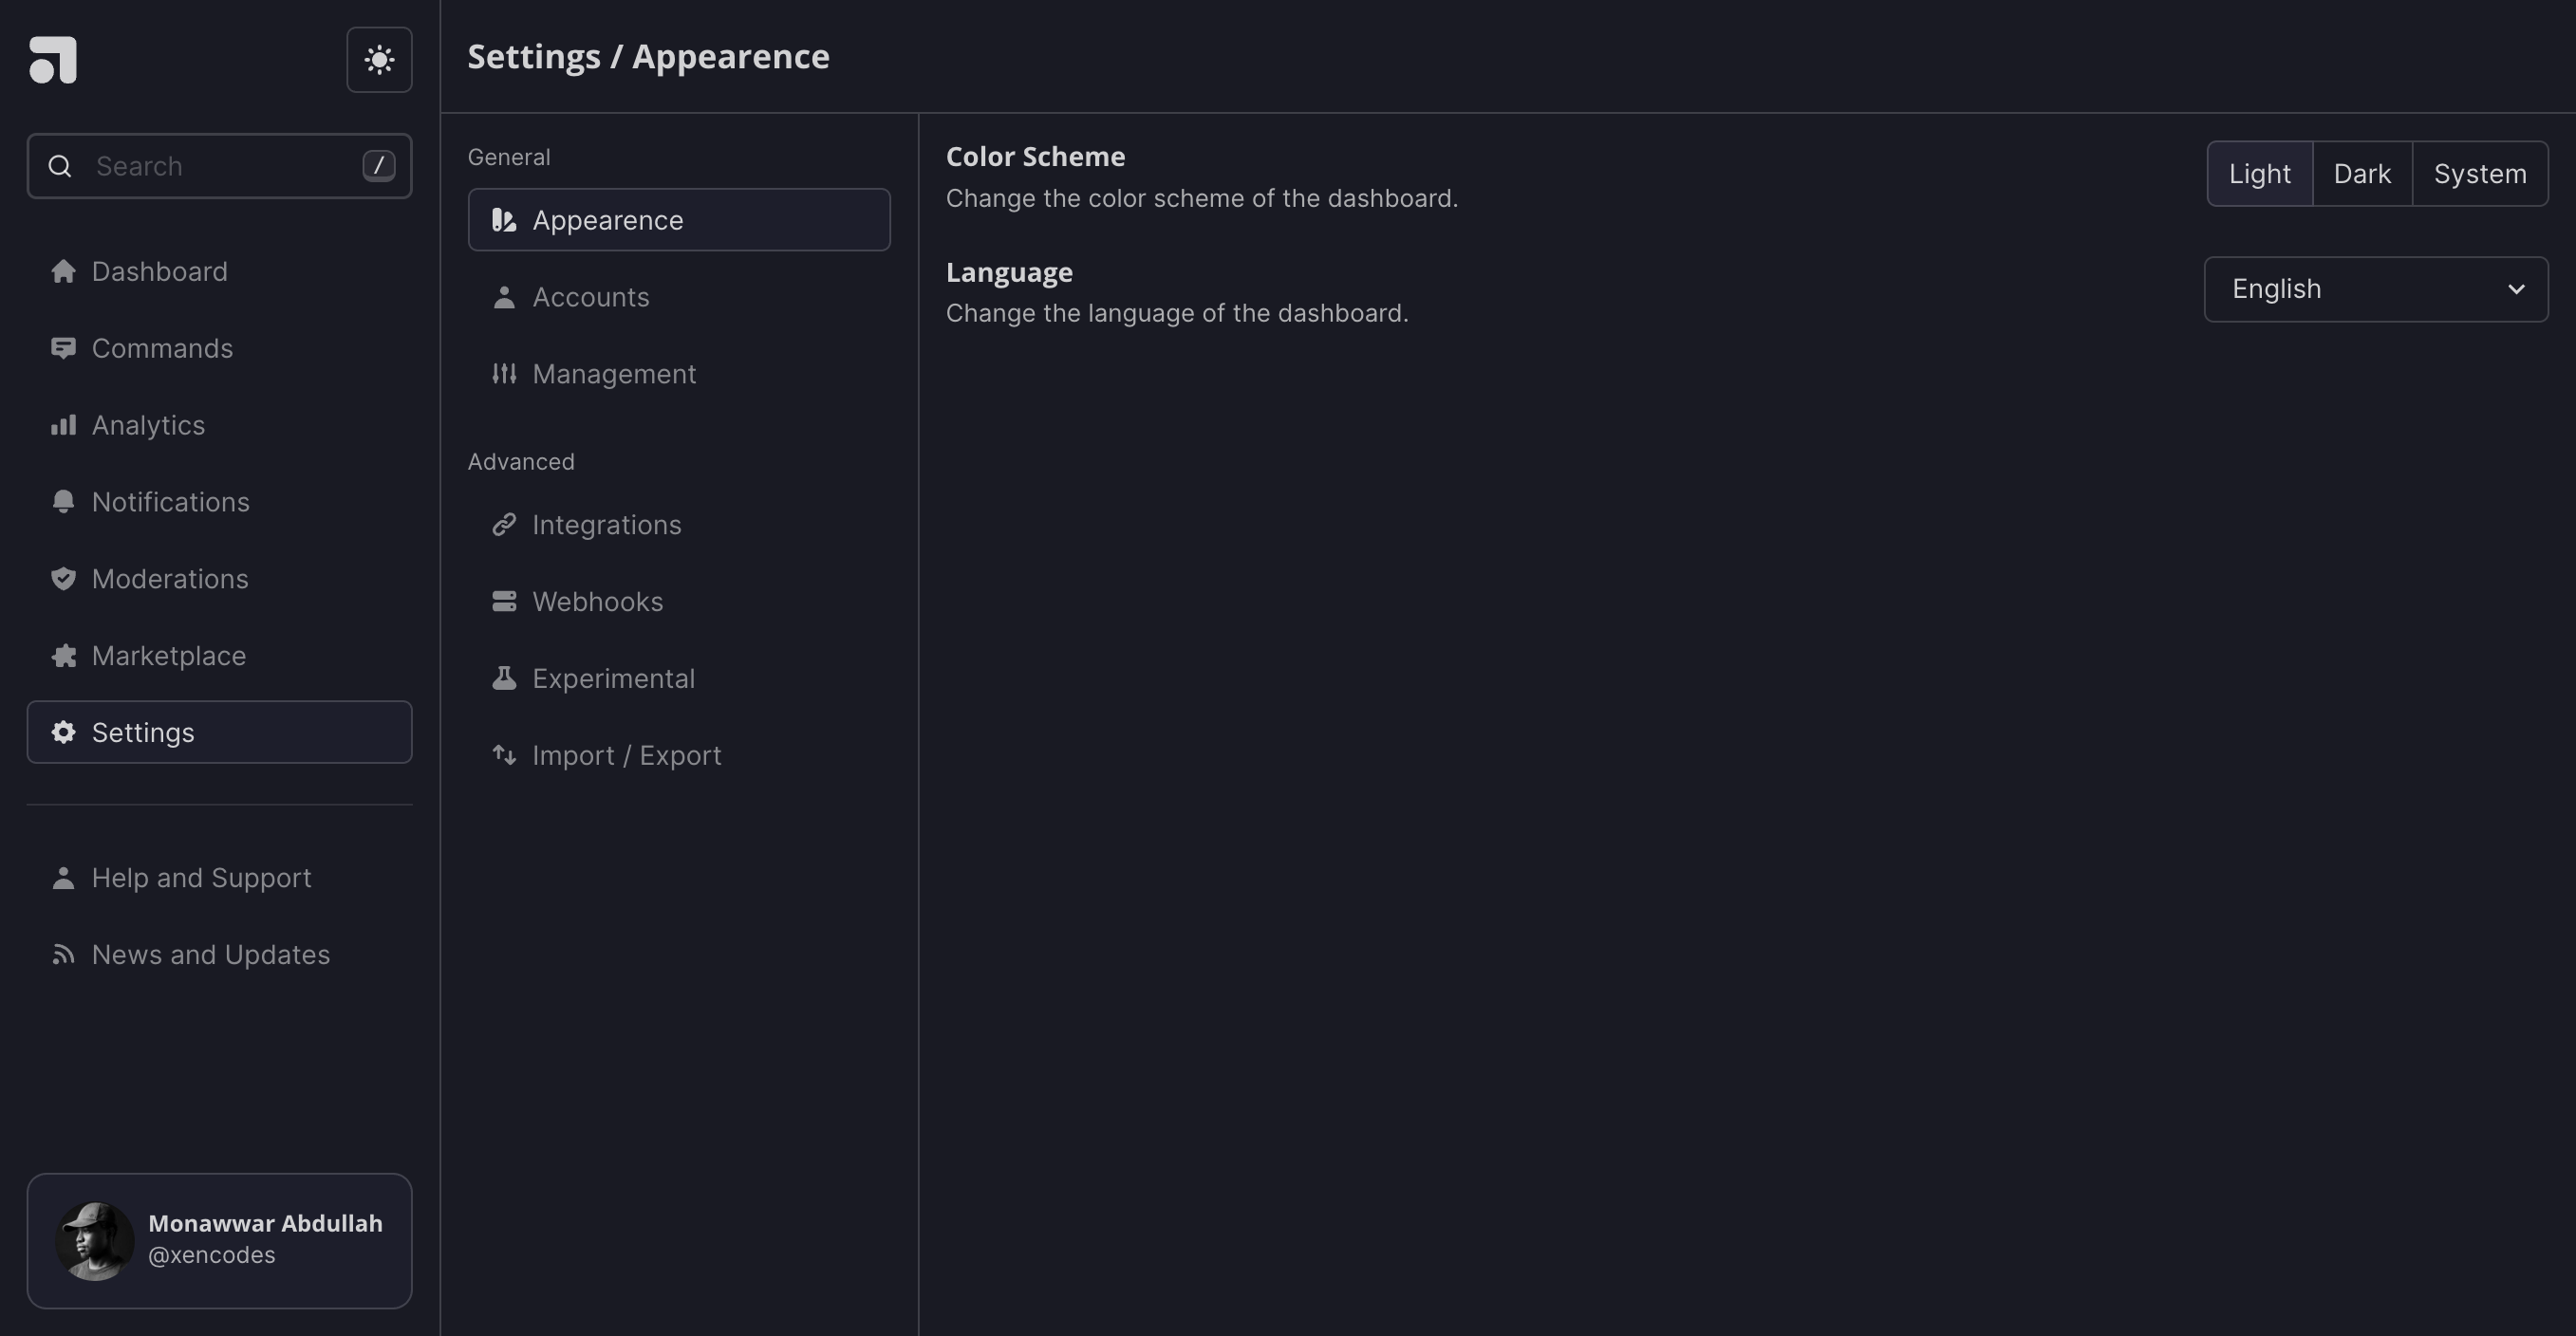 Search
/
Dashboard
Commands
Analytics
Notifications
Moderations
Marketplace
Settings
Help and Support
News and Updates
Monawwar Abdullah
@xencodes
Settings / Appearence
General
Appearence
Accounts
Management
Advanced
Integrations
Webhooks
Experimental
Import / Export
Color Scheme
Change the color scheme of the dashboard.
Light
Dark
System
Language
Change the language of the dashboard.
English